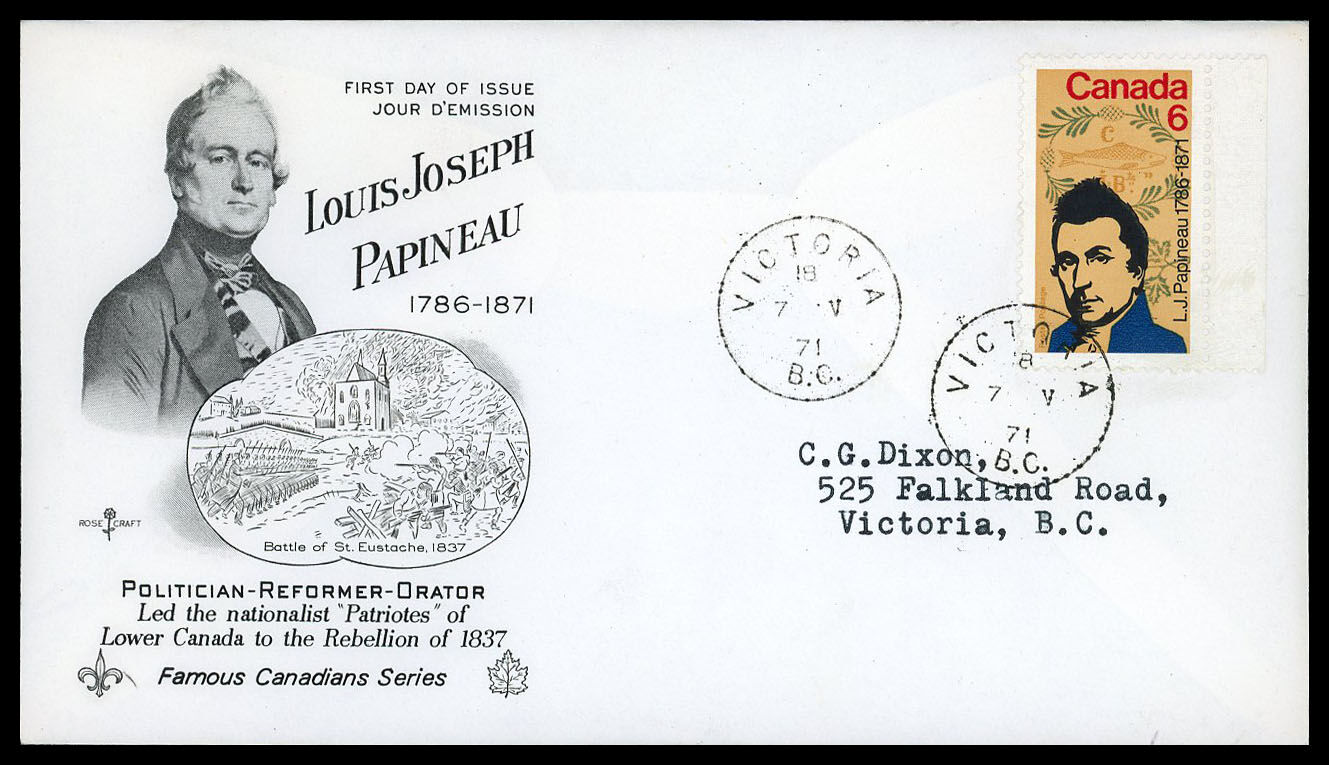 FIRST DAY OF ISSUE
JOUR D'EMISSION
LOUIS JOSEPH
PAPINEAU
1786-1871
Battle of St. Eustache, 1837
ROSE CRAFT
POLITICIAN-REFORMER-ORATOR
Led the nationalist "Patriotes" of
Lower Canada to the Rebellion of 1837
Famous Canadians Series
Canada
6
C
"B"
L.J. Papineau 1786-1871
VICTORIA
18
7 V
71
B.C.
VICTORIA
18
7 V
71
B.C.
C.G.Dixon,
525 Falkland Road,
Victoria, B.C.